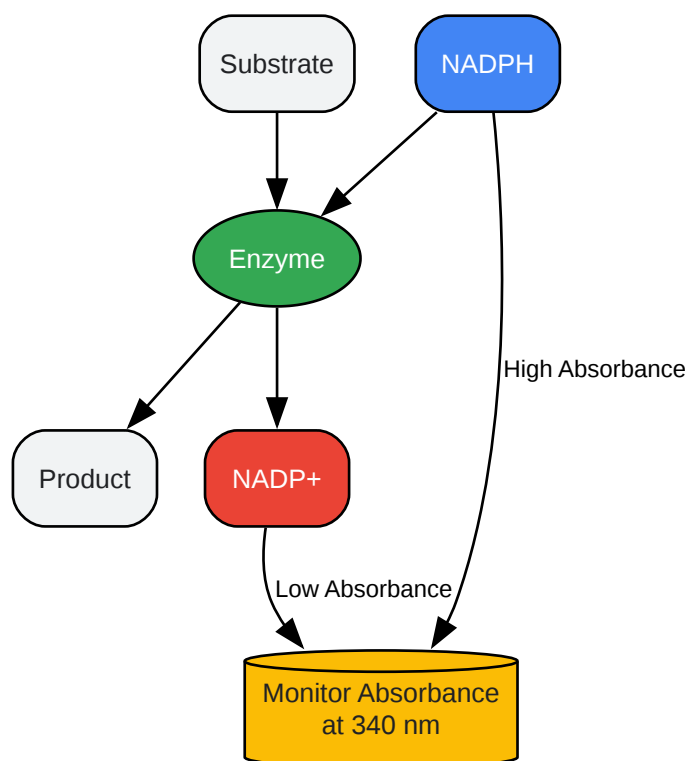 Substrate
NADPH
Enzyme
High Absorbance
Product
NADP+
Low Absorbance
Monitor Absorbance
at 340 nm